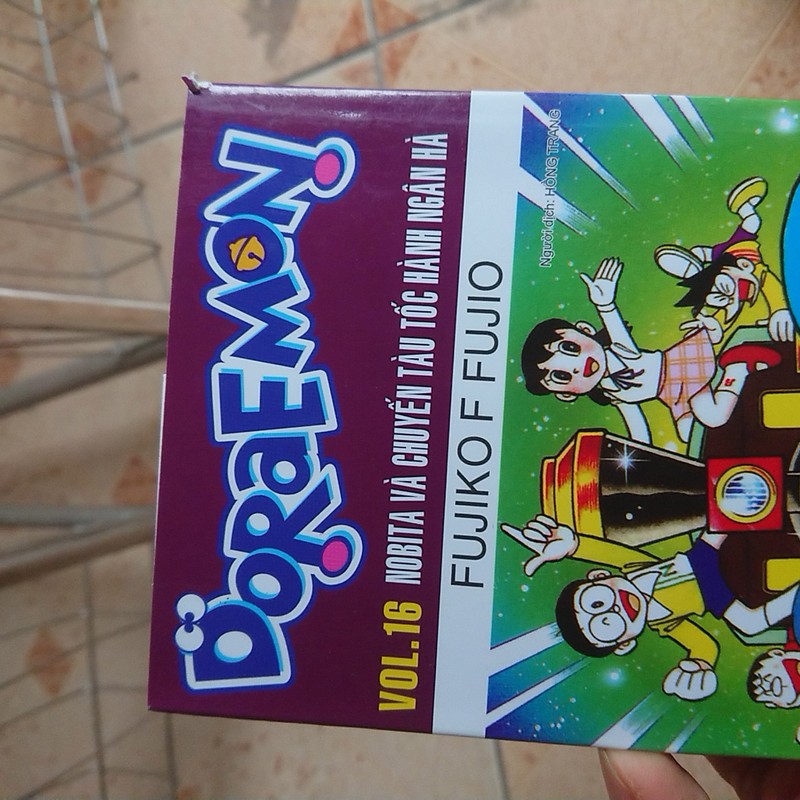 DORAEMON
VOL.16 NOBITA VÀ CHUYẾN TÀU TỐC HÀNH NGÂN HÀ
FUJIKO F FUJIO
Người dịch: HỒNG TRANG